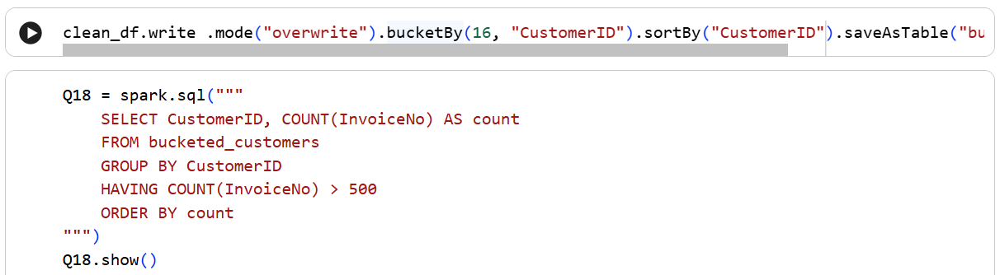 clean_df.write .mode("overwrite").bucketBy(16, "CustomerID").sortBy("CustomerID").saveAsTable("bu
Q18 = spark.sql("""
SELECT CustomerID, COUNT(InvoiceNo) AS count
FROM bucketed_customers
GROUP BY CustomerID
HAVING COUNT(InvoiceNo) > 500
ORDER BY count
""")
Q18.show()